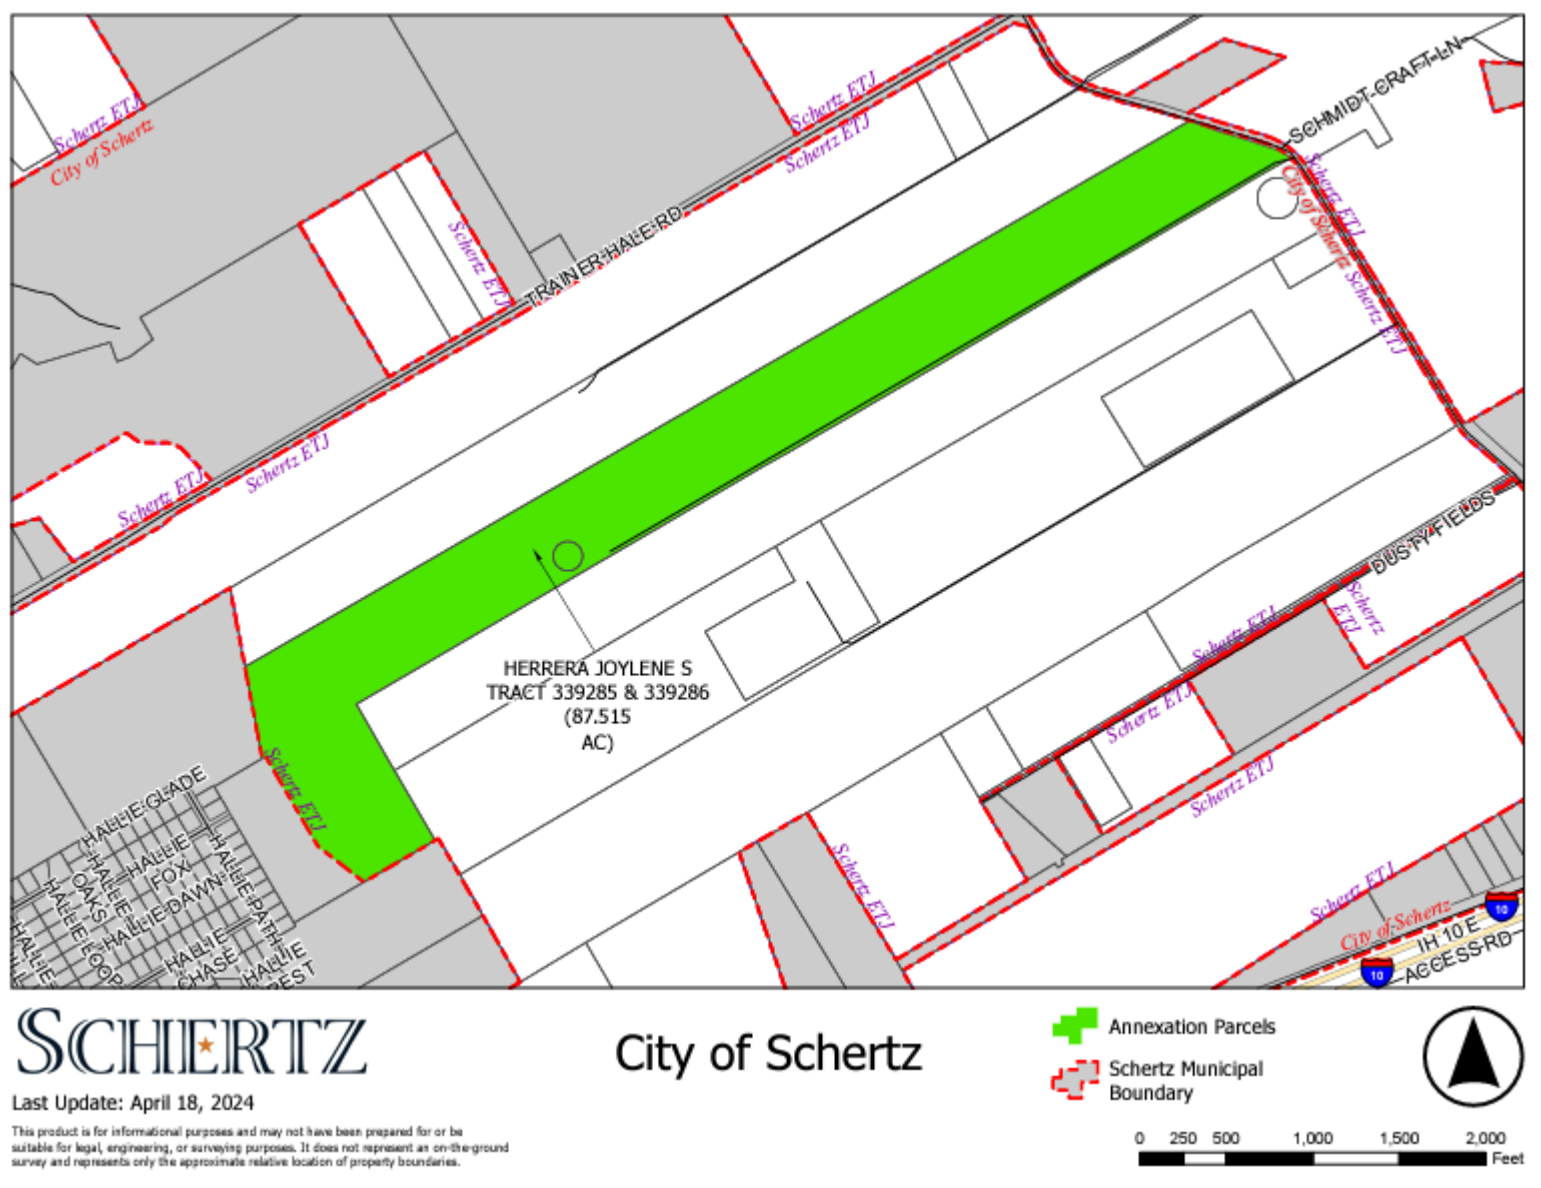 Schertz ETJ
City of Schertz
Schertz ETJ
Schertz ETJ
SCHMIDT-CRAFT-LN
Schertz ETJ
City of Schertz
Schertz ETJ
Schertz ETJ
TRAINER-HALE-RD
Schertz ETJ
Schertz ETJ
DUSTY FIELDS
Schertz ETJ
Schertz
ETJ
HERRERA JOYLENE S
TRACT 339285 & 339286
(87.515
AC)
Schertz ETJ
Schertz ETJ
Schertz ETJ
Schertz ETJ
Schertz ETJ
City of Schertz
10
IH 10 E
ACCESS-RD
10
HALLIE-GLADE
HALLIE
FOX
HALLIE
OAKS
HALLIE-DAWN
HALLIE-PATH
HALLIE LOOP
HALLIE
CHASE
HALLIE
HALLIE
SCHERTZ
Last Update: April 18, 2024
This product is for informational purposes and may not have been prepared for or be
suitable for legal, engineering, or surveying purposes. It does not represent an on-the-ground
survey and represents only the approximate relative location of property boundaries.
City of Schertz
Annexation Parcels
Schertz Municipal
Boundary
0 250 500 1,000 1,500 2,000
Feet